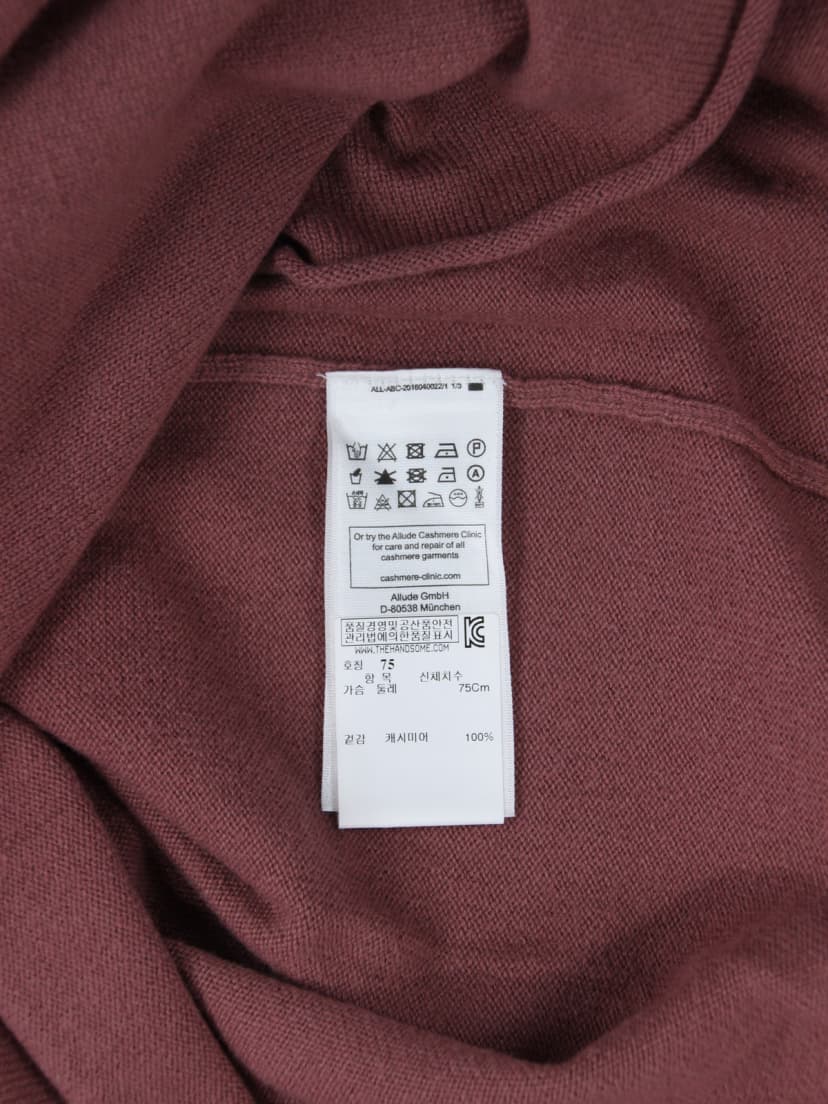 ALL-ABC-2016040022/1 1/3
P
A
Or try the Allude Cashmere Clinic
for care and repair of all
cashmere garments
cashmere-clinic.com
Allude GmbH
D-80538 München
품질경영및공산품안전
관리법에의한품질표시
WWW.THEHANDSOME.COM
호칭 75
항 목 신체치수
가슴 둘레 75Cm
겉감 캐시미어 100%